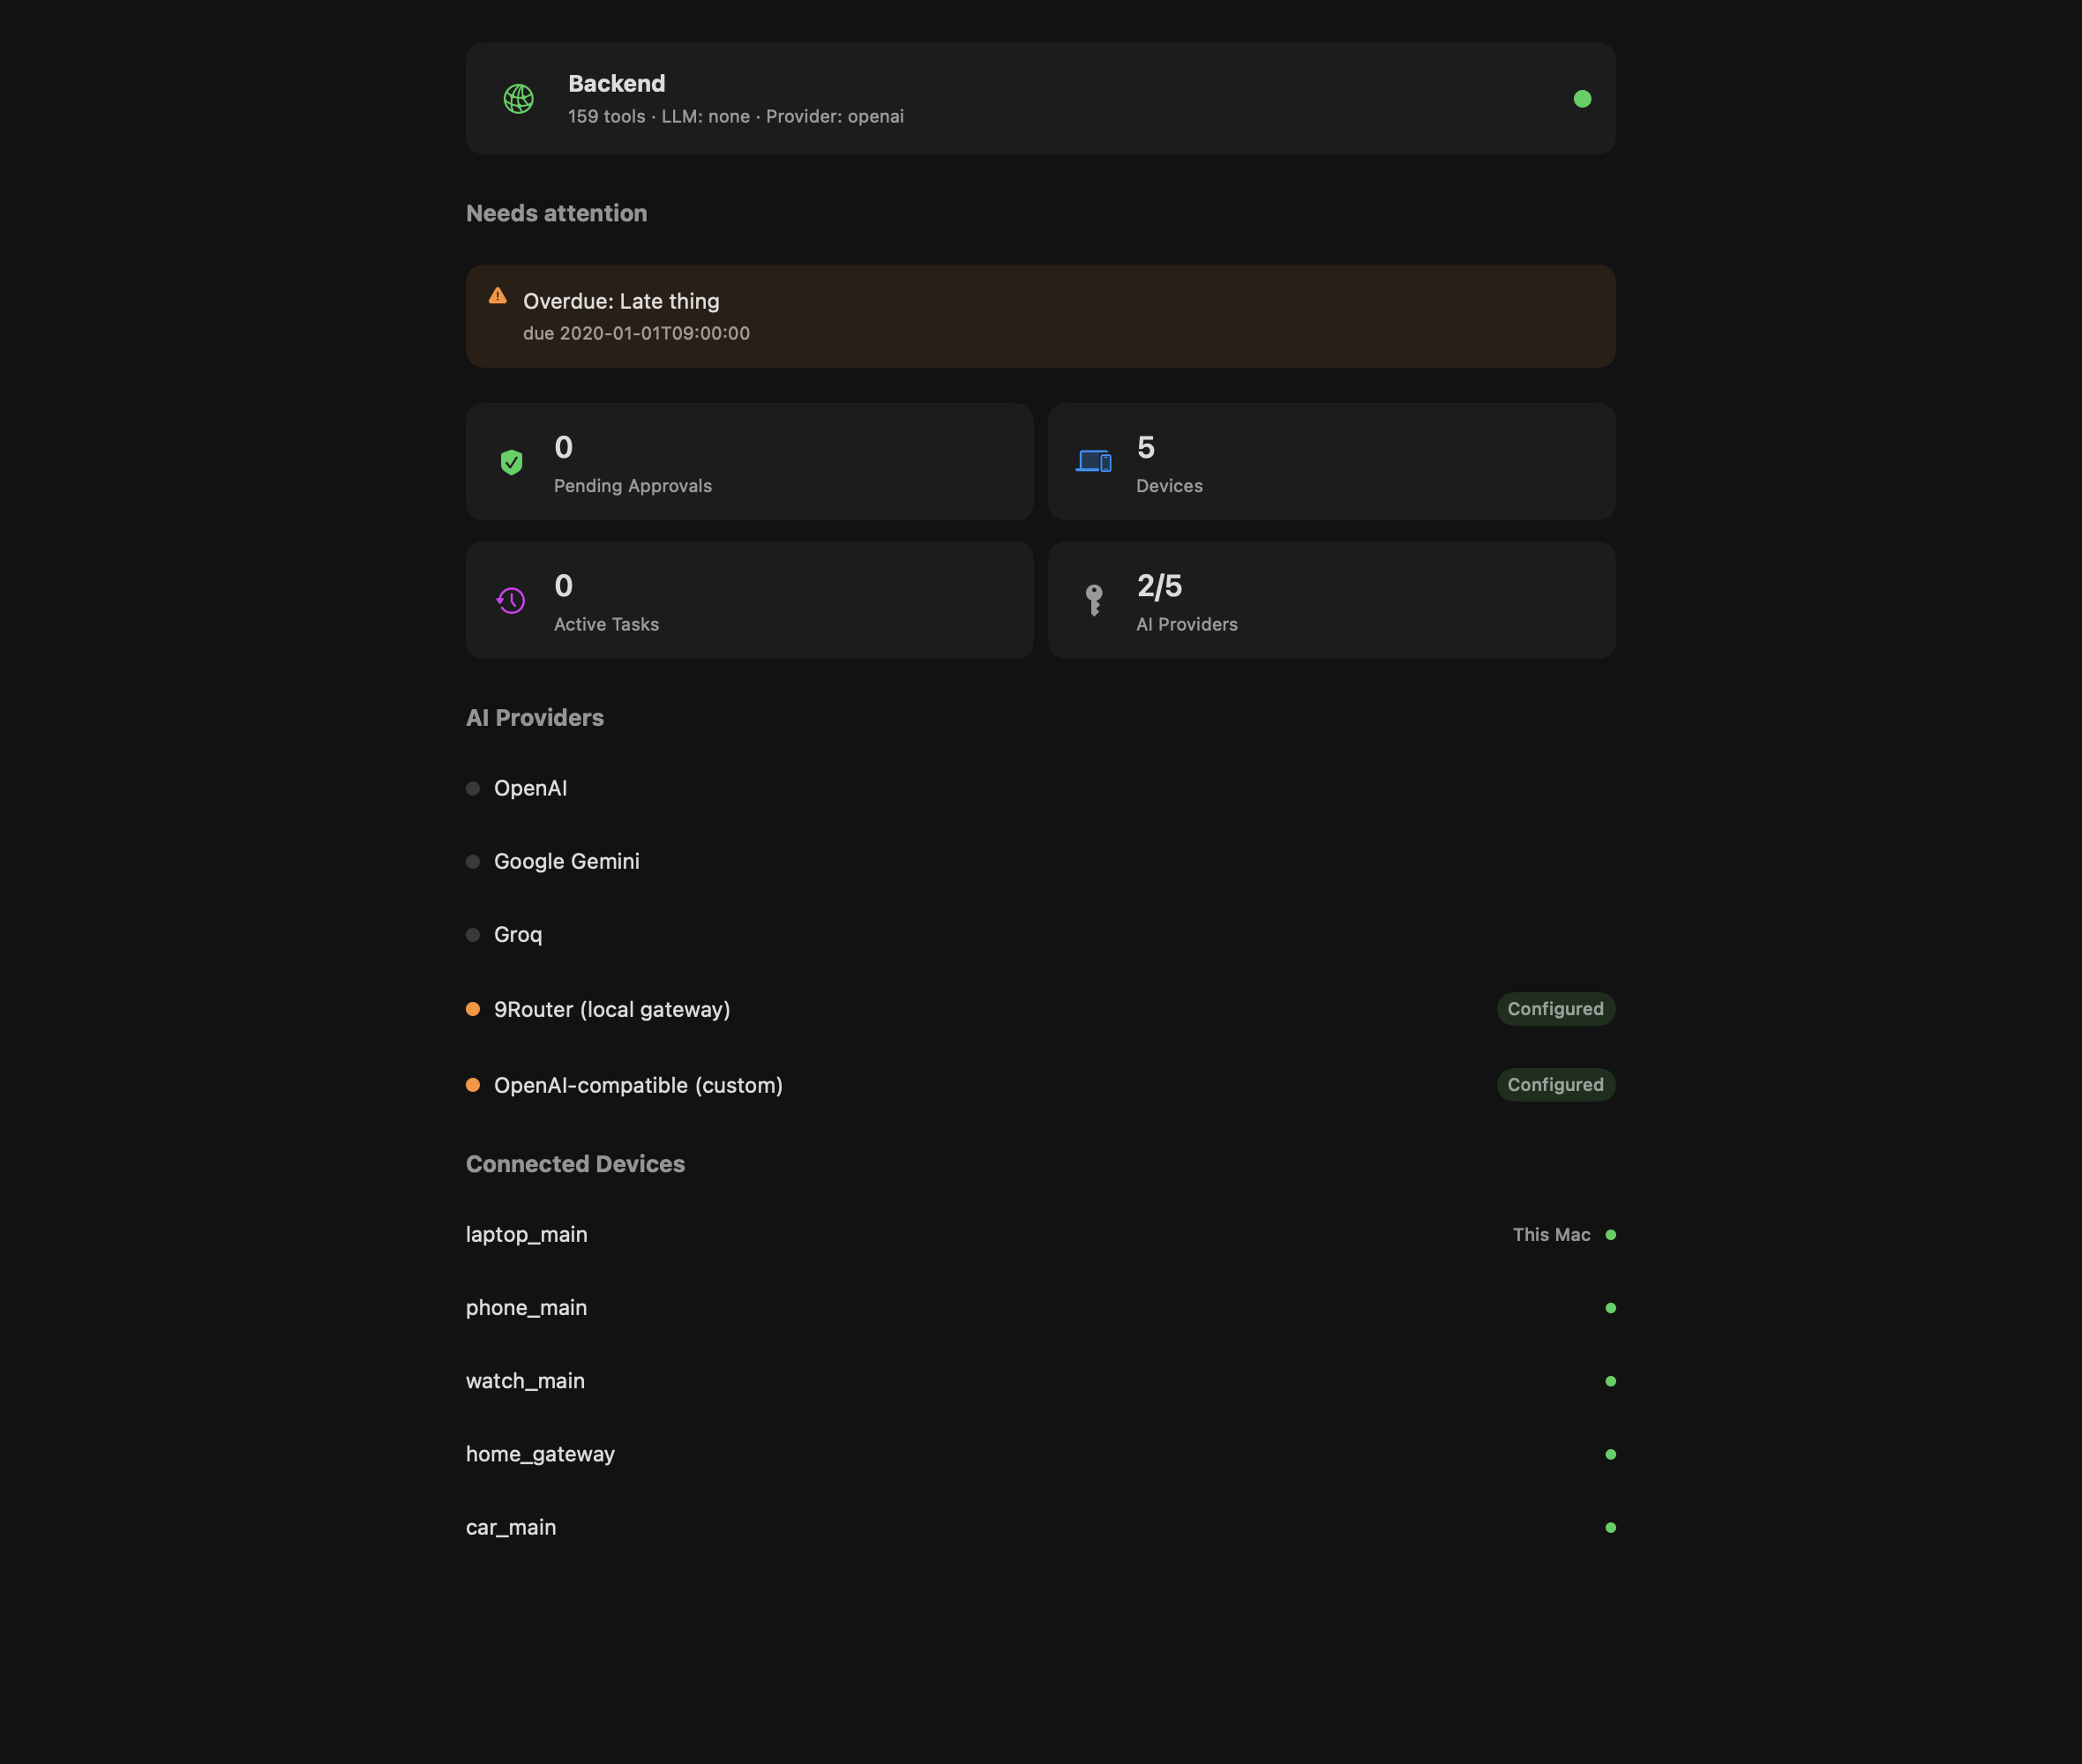 Backend
159 tools · LLM: none · Provider: openai
Needs attention
Overdue: Late thing
due 2020-01-01T09:00:00
0
Pending Approvals
5
Devices
0
Active Tasks
2/5
AI Providers
AI Providers
OpenAI
Google Gemini
Groq
9Router (local gateway)
Configured
OpenAI-compatible (custom)
Configured
Connected Devices
laptop_main
This Mac
phone_main
watch_main
home_gateway
car_main